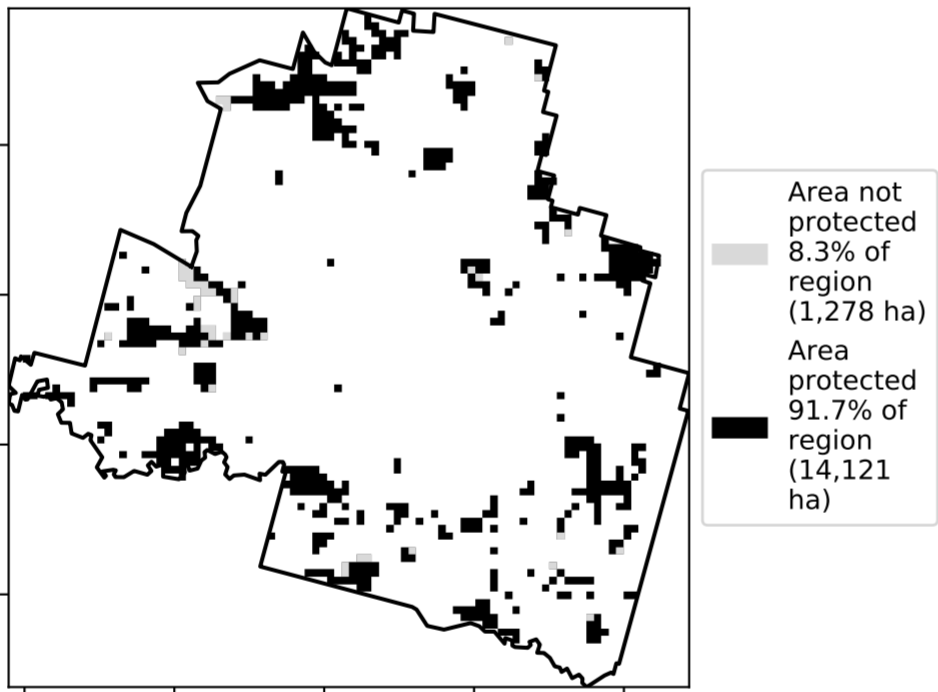 Area not
protected
8.3% of
region
(1,278 ha)
Area
protected
91.7% of
region
(14,121
ha)